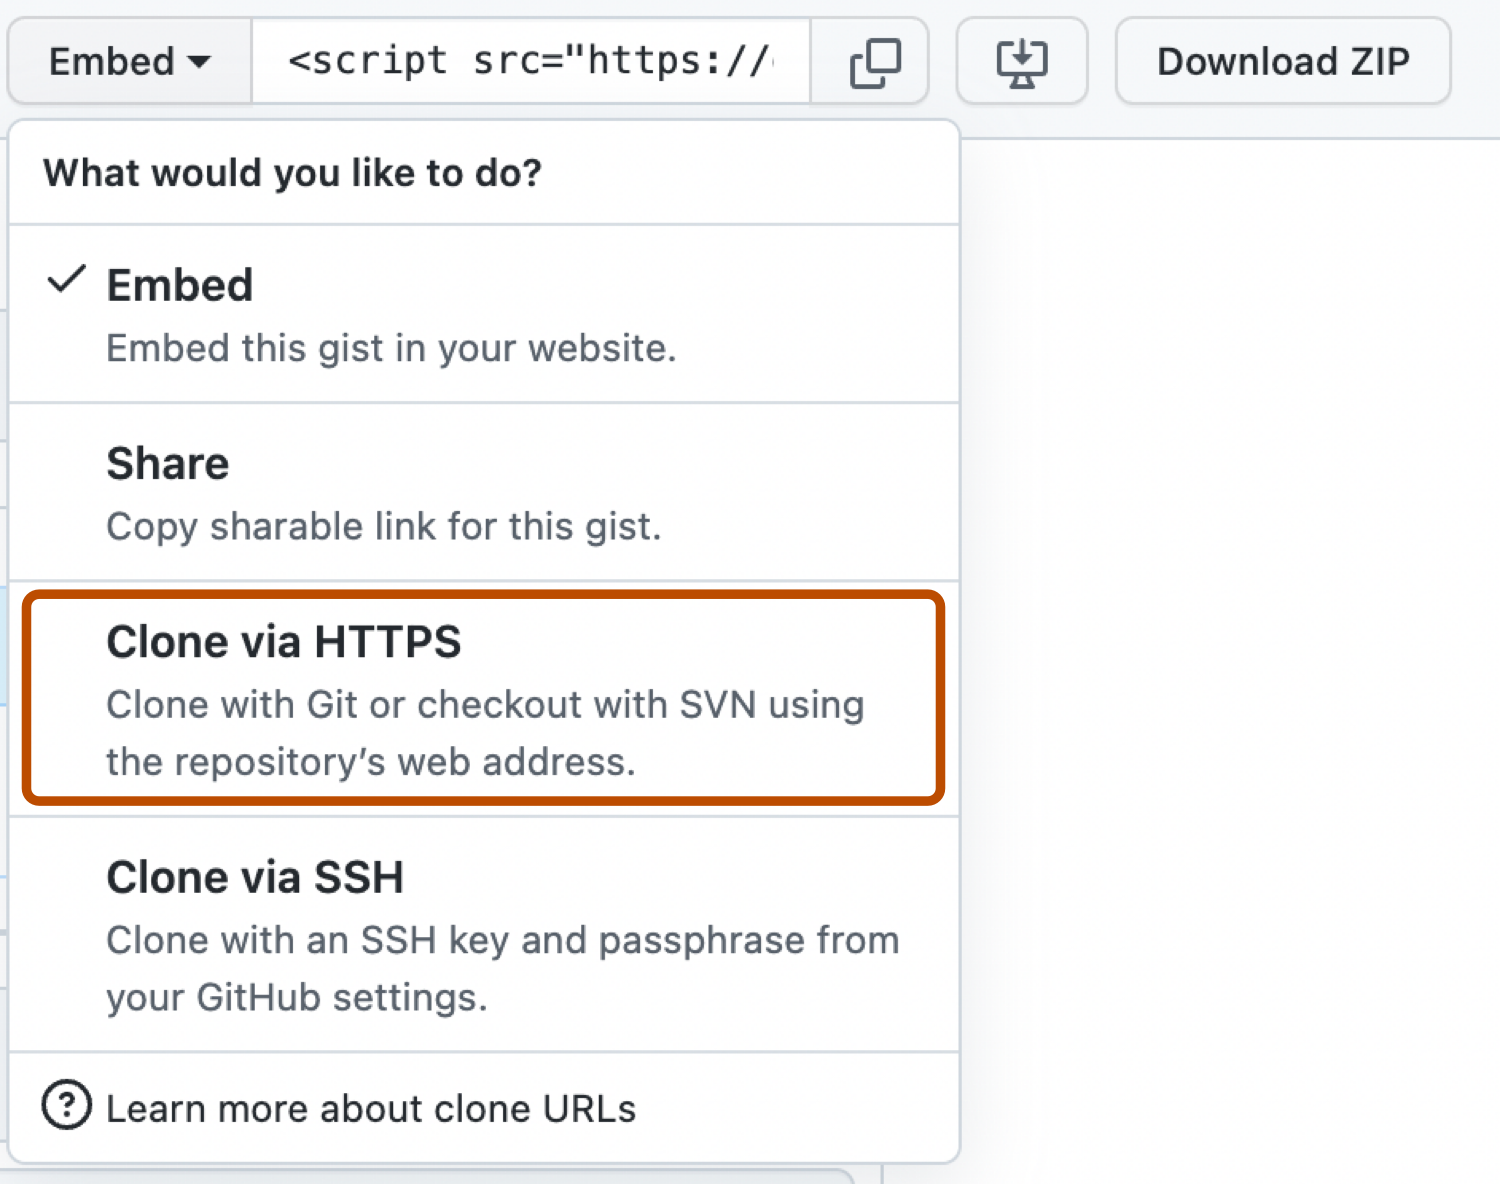 Embed
<script src="https://
Download ZIP
What would you like to do?
Embed
Embed this gist in your website.
Share
Copy sharable link for this gist.
Clone via HTTPS
Clone with Git or checkout with SVN using
the repository’s web address.
Clone via SSH
Clone with an SSH key and passphrase from
your GitHub settings.
? Learn more about clone URLs